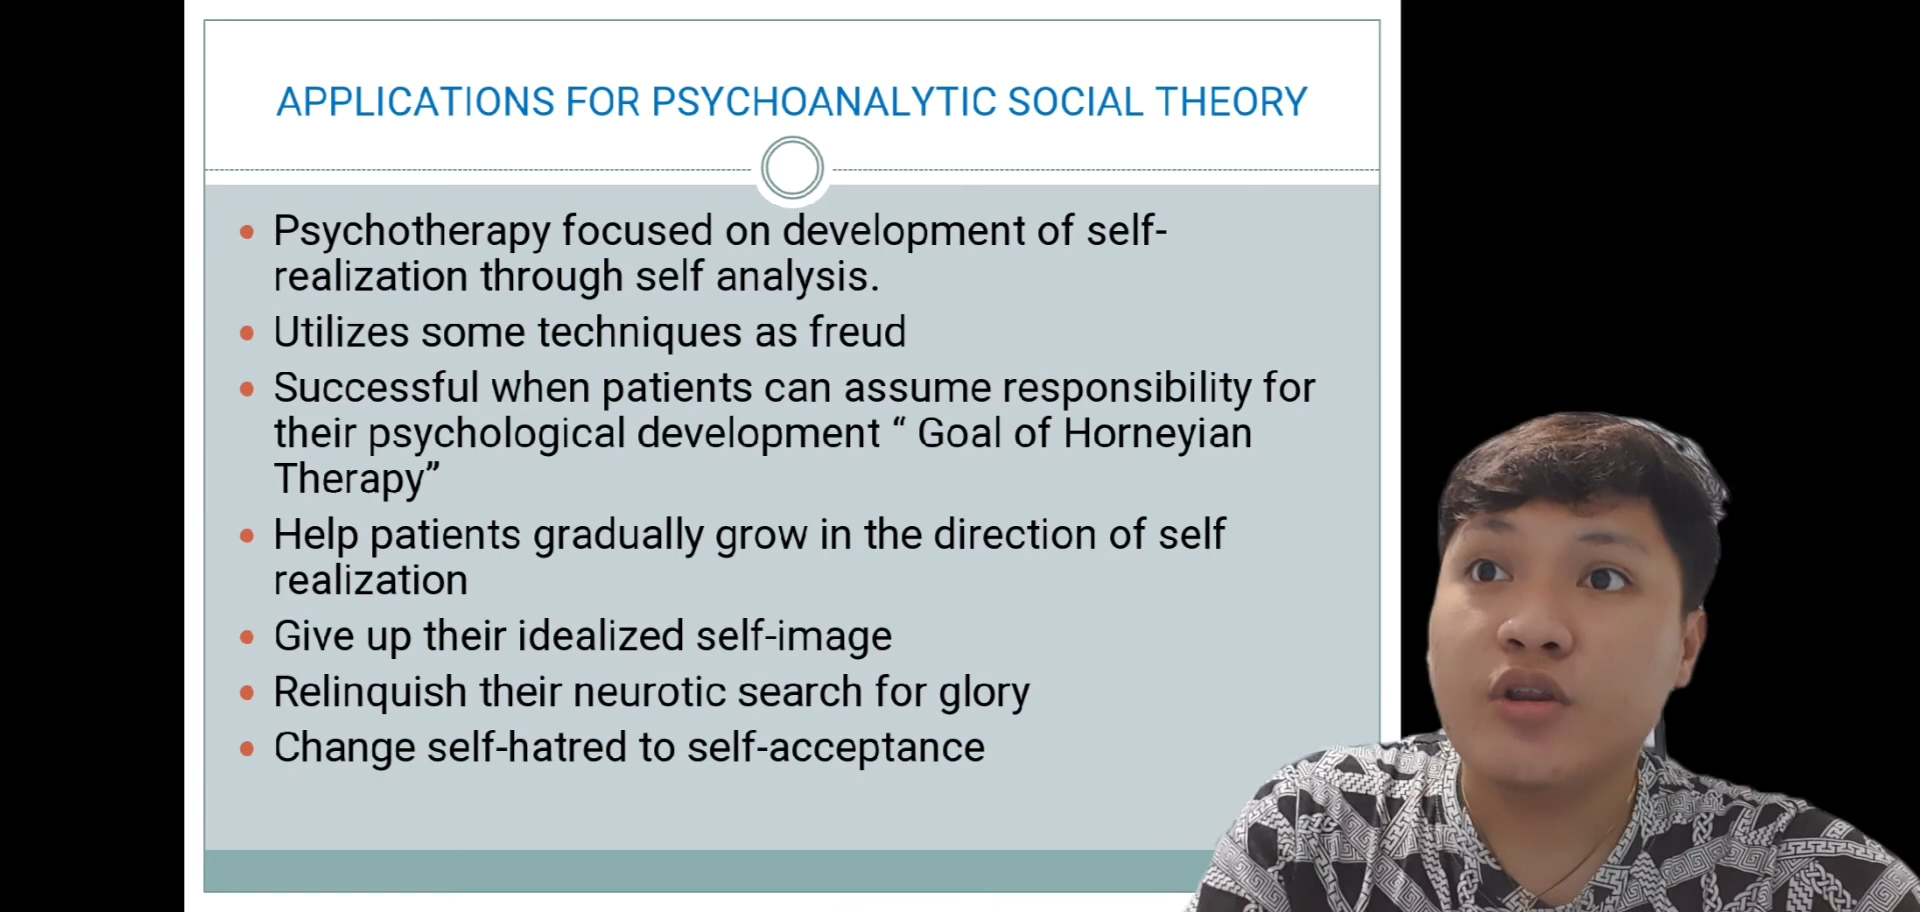 APPLICATIONS FOR PSYCHOANALYTIC SOCIAL THEORY
• Psychotherapy focused on development of self-
realization through self analysis.
• Utilizes some techniques as freud
• Successful when patients can assume responsibility for
their psychological development “ Goal of Horneyian
Therapy”
• Help patients gradually grow in the direction of self
realization
• Give up their idealized self-image
• Relinquish their neurotic search for glory
• Change self-hatred to self-acceptance